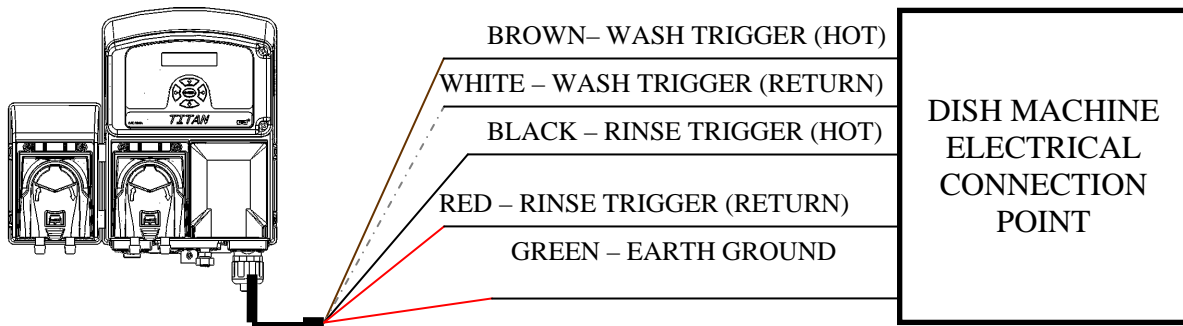 BROWN– WASH TRIGGER (HOT)
WHITE – WASH TRIGGER (RETURN)
BLACK – RINSE TRIGGER (HOT)
RED – RINSE TRIGGER (RETURN)
GREEN – EARTH GROUND
DISH MACHINE
ELECTRICAL
CONNECTION
POINT
TITAN